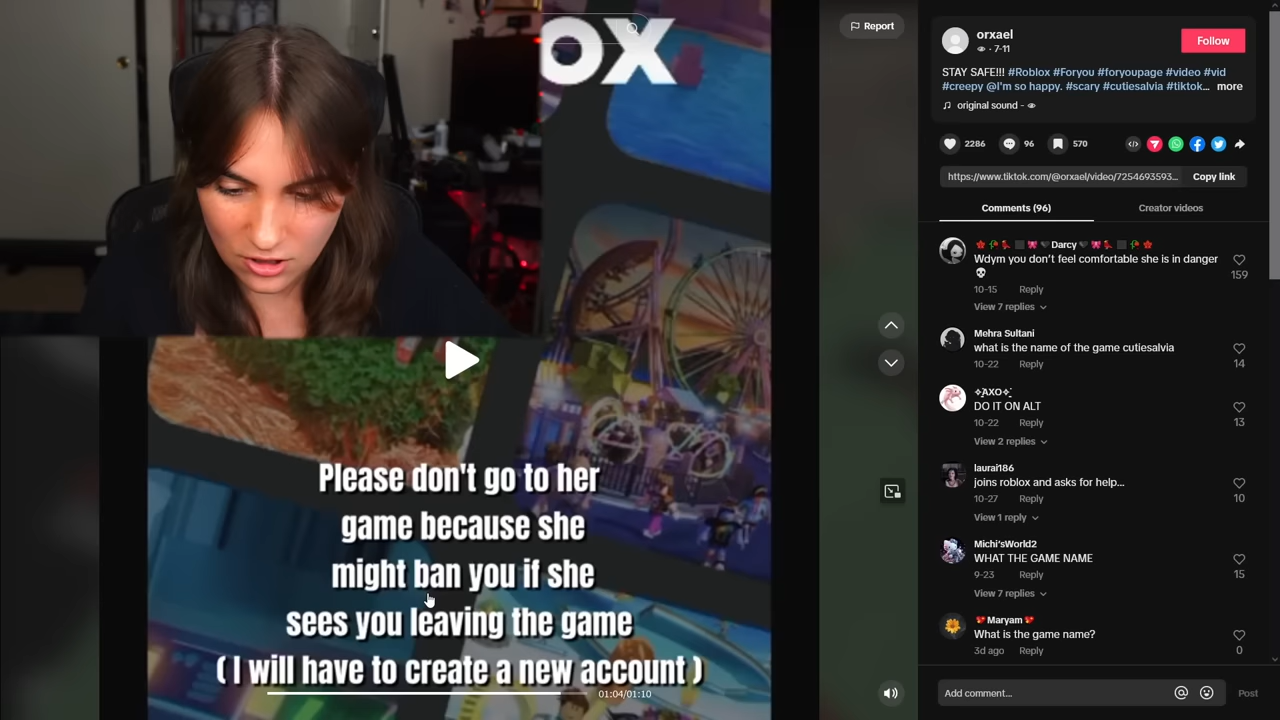 OX
Please don't go to her
game because she
might ban you if she
sees you leaving the game
( I will have to create a new account )
01:04/01:10
Report
orxael
· 7-11
Follow
STAY SAFE!!! #Roblox #Foryou #foryoupage #video #vid
#creepy @I'm so happy. #scary #cutiesalvia #tiktok... more
original sound -
2286
96
570
https://www.tiktok.com/@orxael/video/7254693593...
Copy link
Comments (96)
Creator videos
Darcy
Wdym you don't feel comfortable she is in danger
💀
159
10-15 Reply
View 7 replies
Mehra Sultani
what is the name of the game cutiesalvia
10-22 Reply
14
AXO
DO IT ON ALT
10-22 Reply
13
View 2 replies
laurai186
joins roblox and asks for help...
10-27 Reply
10
View 1 reply
Michi'sWorld2
WHAT THE GAME NAME
9-23 Reply
15
View 7 replies
Maryam
What is the game name?
3d ago Reply
0
Add comment...
Post